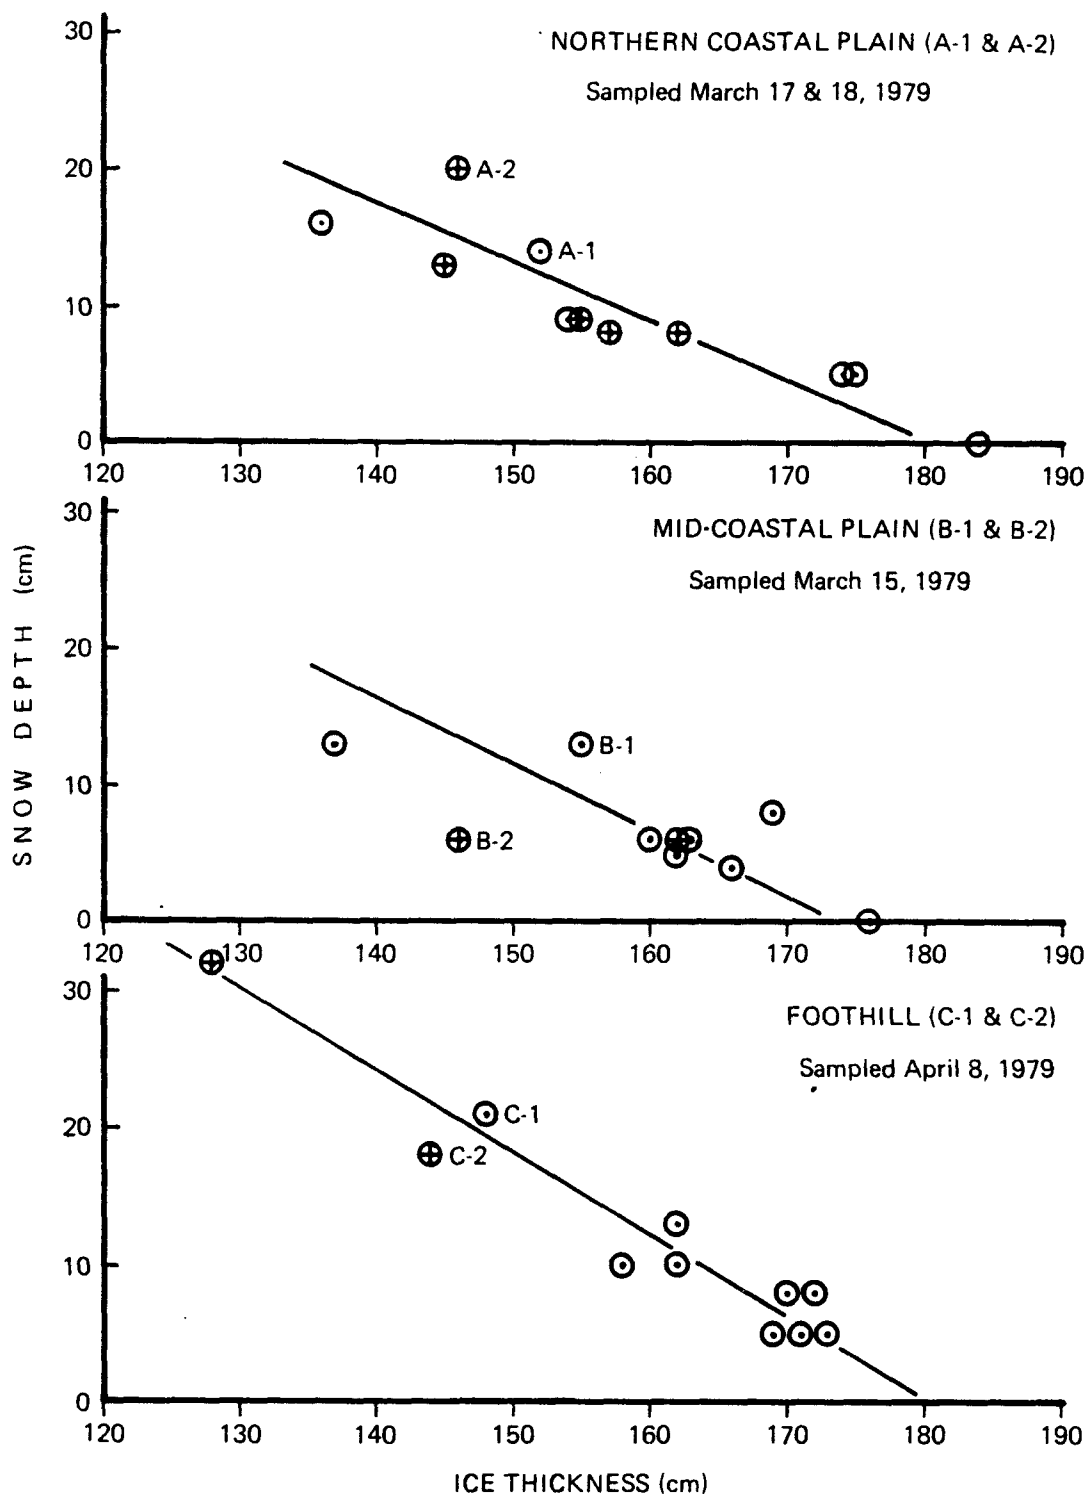 30
NORTHERN COASTAL PLAIN (A-1 & A-2)
Sampled March 17 & 18, 1979
20
A-2
A-1
10
0
120 130 140 150 160 170 180 190
30
MID-COASTAL PLAIN (B-1 & B-2)
Sampled March 15, 1979
20
B-1
10
B-2
0
120 130 140 150 160 170 180 190
SNOW DEPTH (cm)
30
FOOTHILL (C-1 & C-2)
Sampled April 8, 1979
C-1
20
C-2
10
0
120 130 140 150 160 170 180 190
ICE THICKNESS (cm)